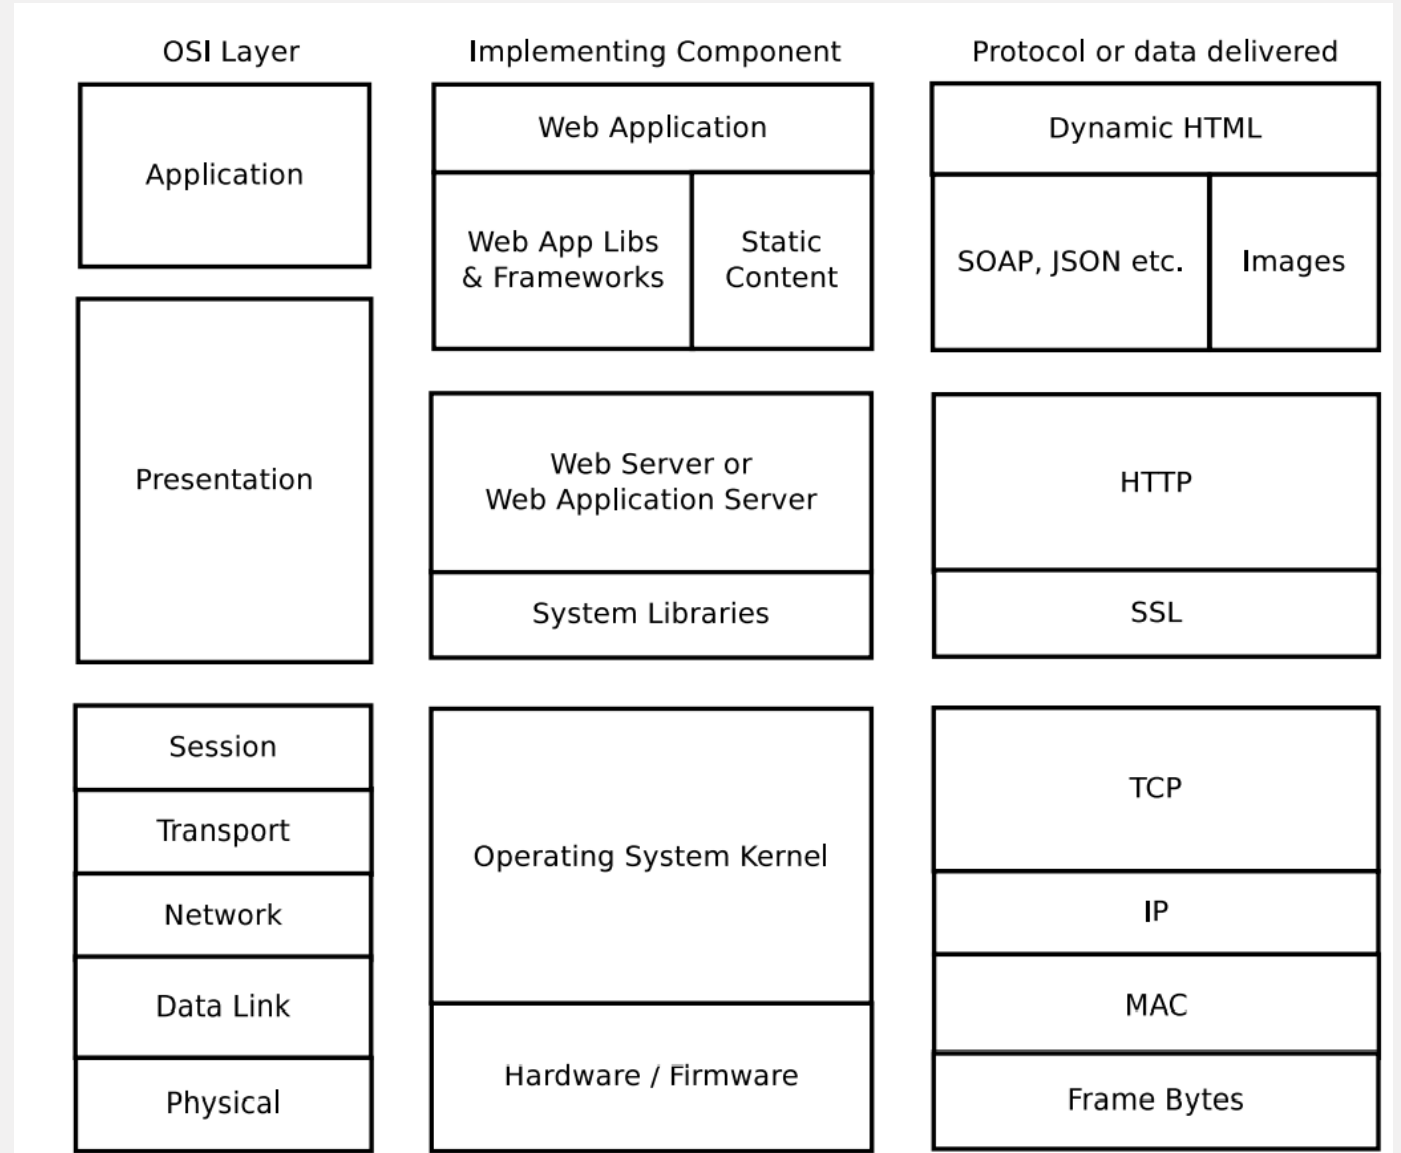 OSI Layer
Implementing Component
Protocol or data delivered
Application
Presentation
Session
Transport
Network
Data Link
Physical
Web Application
Web App Libs
& Frameworks
Static
Content
Web Server or
Web Application Server
System Libraries
Operating System Kernel
Hardware / Firmware
Dynamic HTML
SOAP, JSON etc.
Images
HTTP
SSL
TCP
IP
MAC
Frame Bytes